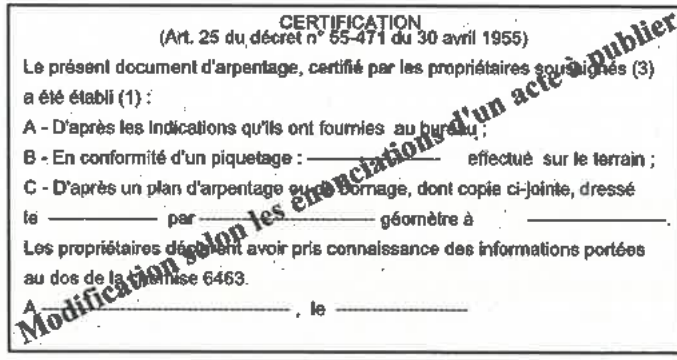 CERTIFICATION
(Art. 25 du décret n° 55-471 du 30 avril 1955)
Le présent document d'arpentage, certifié par les propriétaires soussignés (3)
a été établi (1) :
A - D'après les indications qu'ils ont fournies au bureau ;
B - En conformité d'un piquetage : effectué sur le terrain ;
C - D'après un plan d'arpentage ou de bornage, dont copie ci-jointe, dressé
le par géomètre à .
Les propriétaires déclarent avoir pris connaissance des informations portées
au dos de la chemise 6463.
A , le
Modification selon les énonciations d'un acte à publier